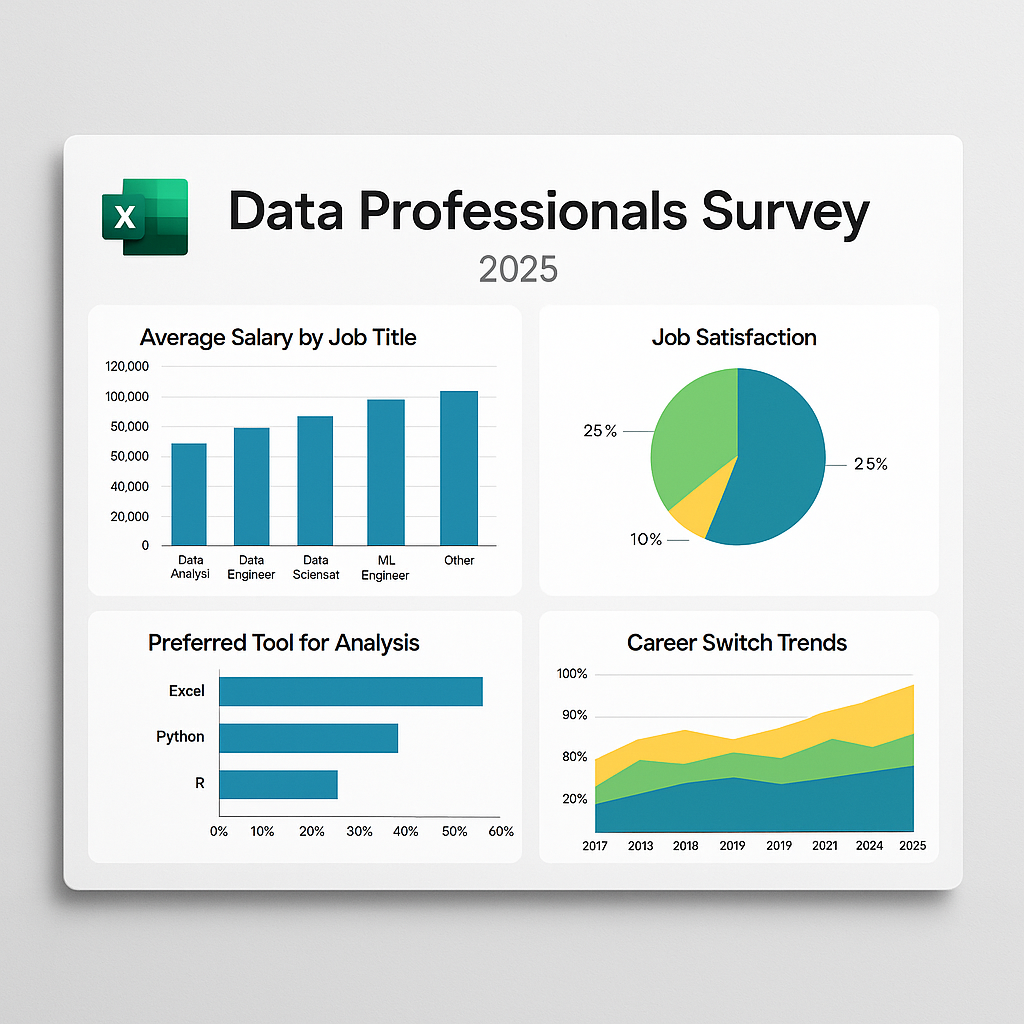 X
Data Professionals Survey
2025
Average Salary by Job Title
120,000
100,000
50,000
50,000
40,000
20,000
0
Data Analysi
Data Engineer
Data Sciensat
ML Engineer
Other
Job Satisfaction
25%
25%
10%
Preferred Tool for Analysis
Excel
Python
R
0% 10% 20% 30% 40% 50% 60%
Career Switch Trends
100%
90%
80%
20%
2017 2013 2018 2019 2019 2021 2024 2025